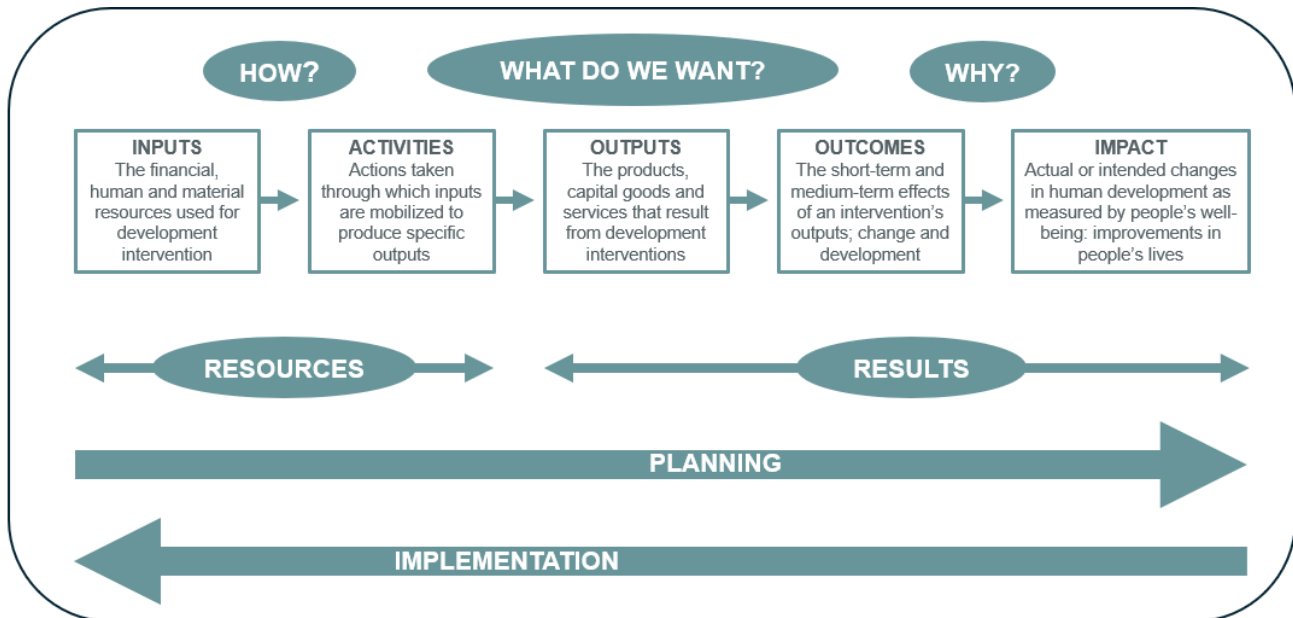 HOW?
WHAT DO WE WANT?
WHY?
INPUTS
The financial,
human and material
resources used for
development
intervention
ACTIVITIES
Actions taken
through which inputs
are mobilized to
produce specific
outputs
OUTPUTS
The products,
capital goods and
services that result
from development
interventions
OUTCOMES
The short-term and
medium-term effects
of an intervention's
outputs; change and
development
IMPACT
Actual or intended changes
in human development as
measured by people's well-
being: improvements in
people's lives
RESOURCES
RESULTS
PLANNING
IMPLEMENTATION